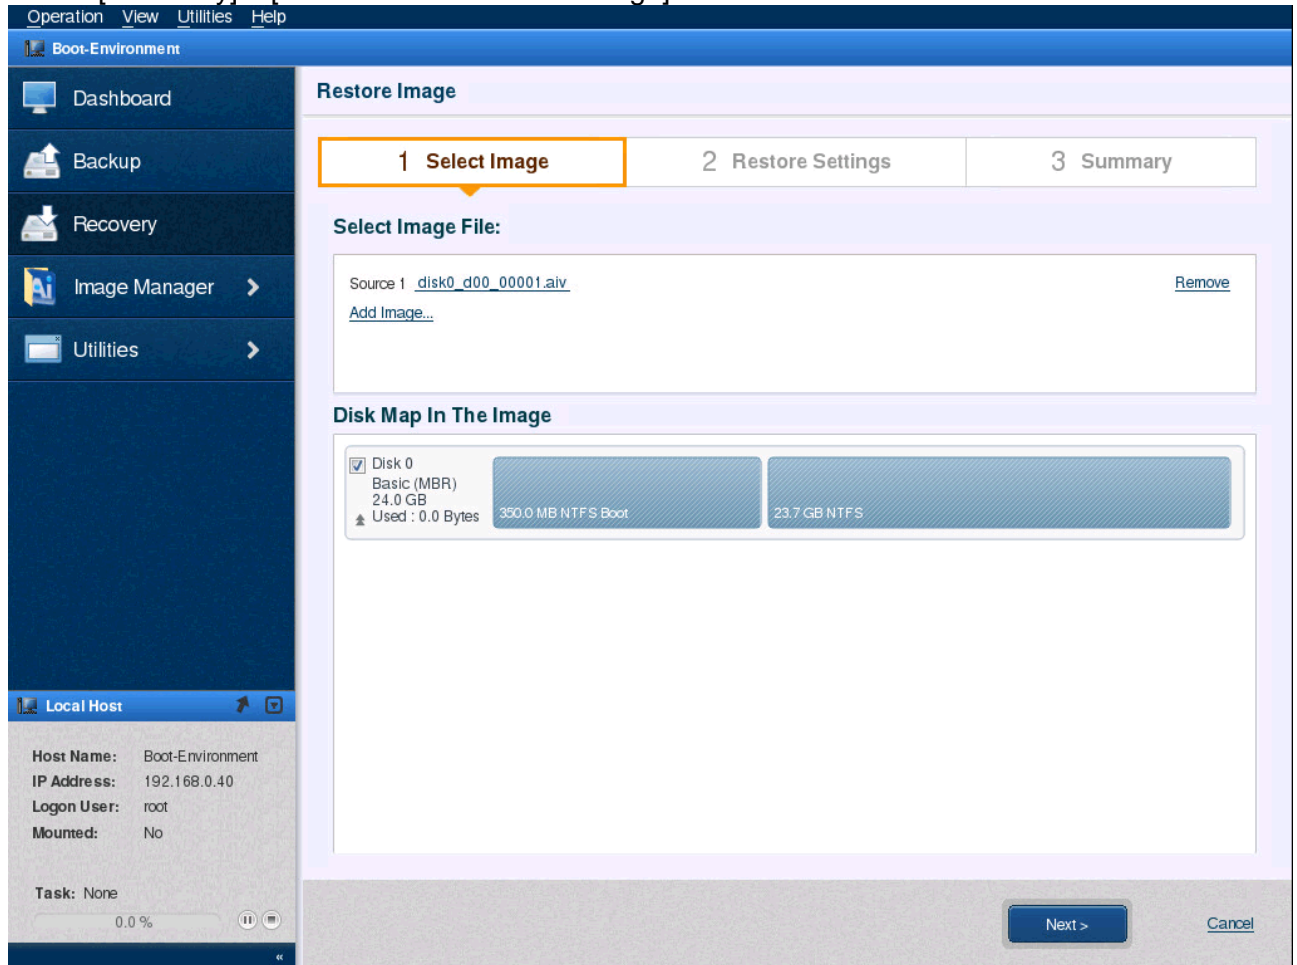 Operation View Utilities Help
Boot-Environment
Dashboard
Backup
Recovery
Image Manager
Utilities
Restore Image
1 Select Image
2 Restore Settings
3 Summary
Select Image File:
Source 1 disk0_d00_00001.aiv
Remove
Add Image...
Disk Map In The Image
Disk 0
Basic (MBR)
24.0 GB
Used : 0.0 Bytes
350.0 MB NTFS Boot
23.7 GB NTFS
Local Host
Host Name: Boot-Environment
IP Address: 192.168.0.40
Logon User: root
Mounted: No
Task: None
0.0 %
«
Next >
Cancel